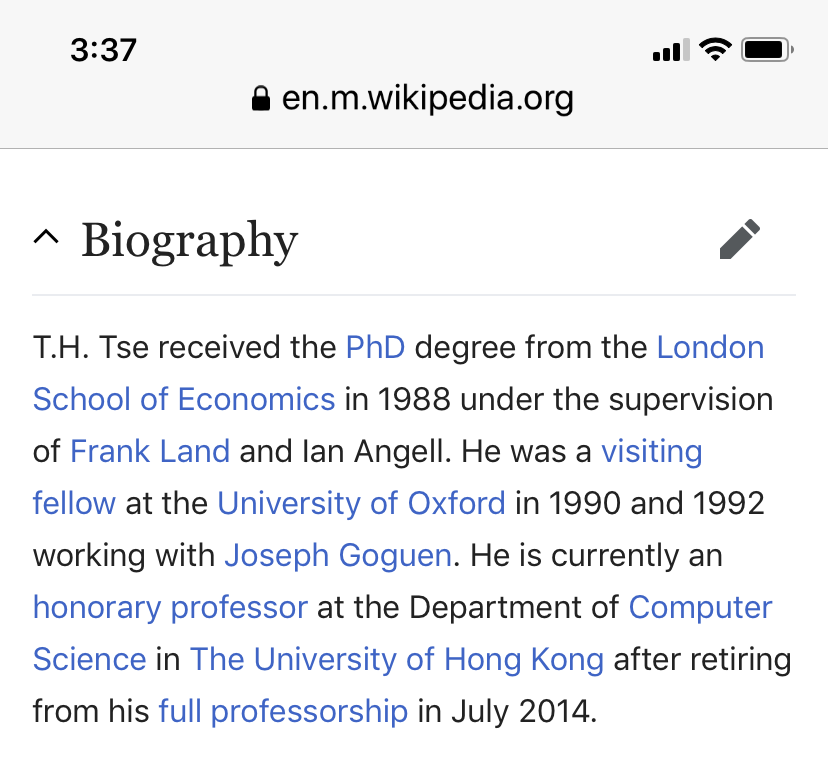 3:37
en.m.wikipedia.org
Biography
T.H. Tse received the PhD degree from the London
School of Economics in 1988 under the supervision
of Frank Land and Ian Angell. He was a visiting
fellow at the University of Oxford in 1990 and 1992
working with Joseph Goguen. He is currently an
honorary professor at the Department of Computer
Science in The University of Hong Kong after retiring
from his full professorship in July 2014.